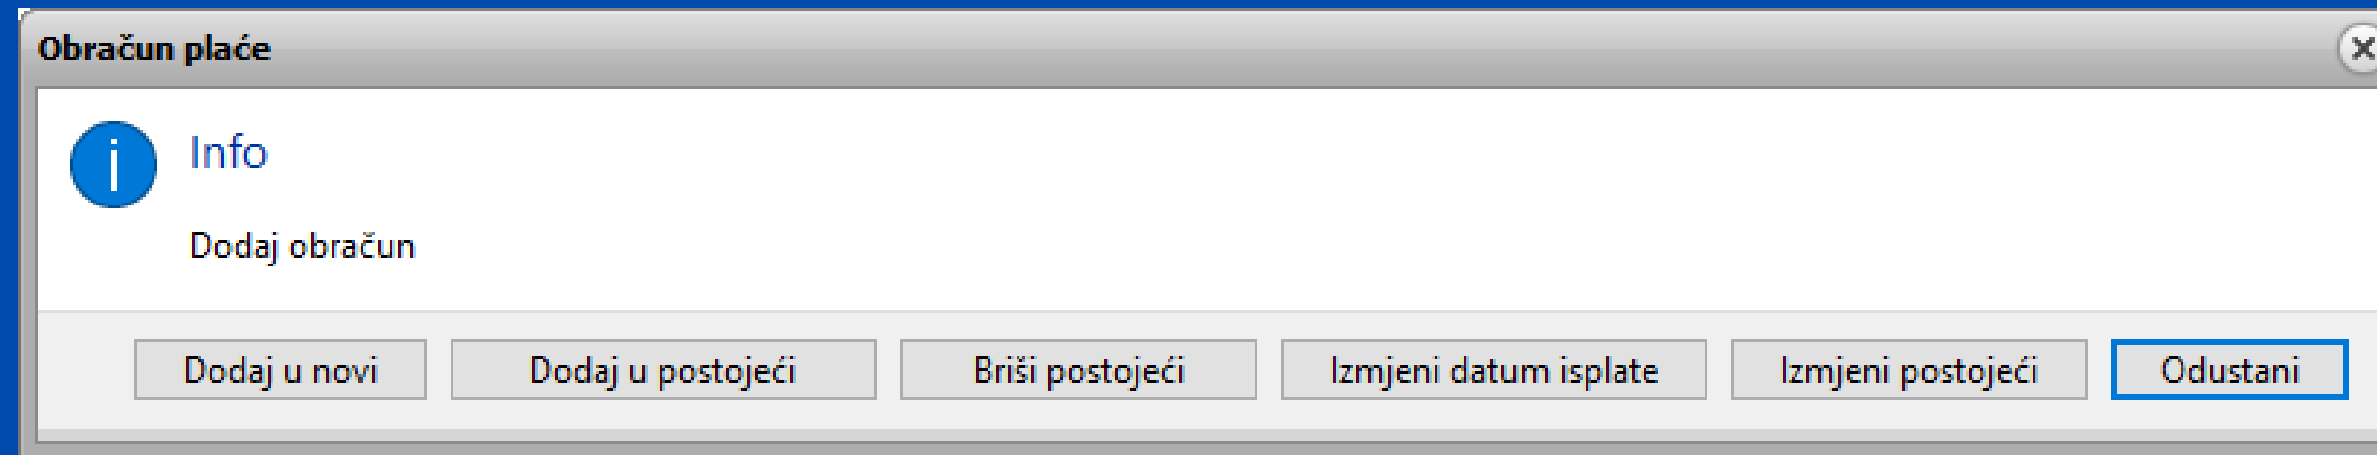 Obračun plaće
Info
Dodaj obračun
Dodaj u novi Dodaj u postojeći Briši postojeći Izmjeni datum isplate Izmjeni postojeći Odustani